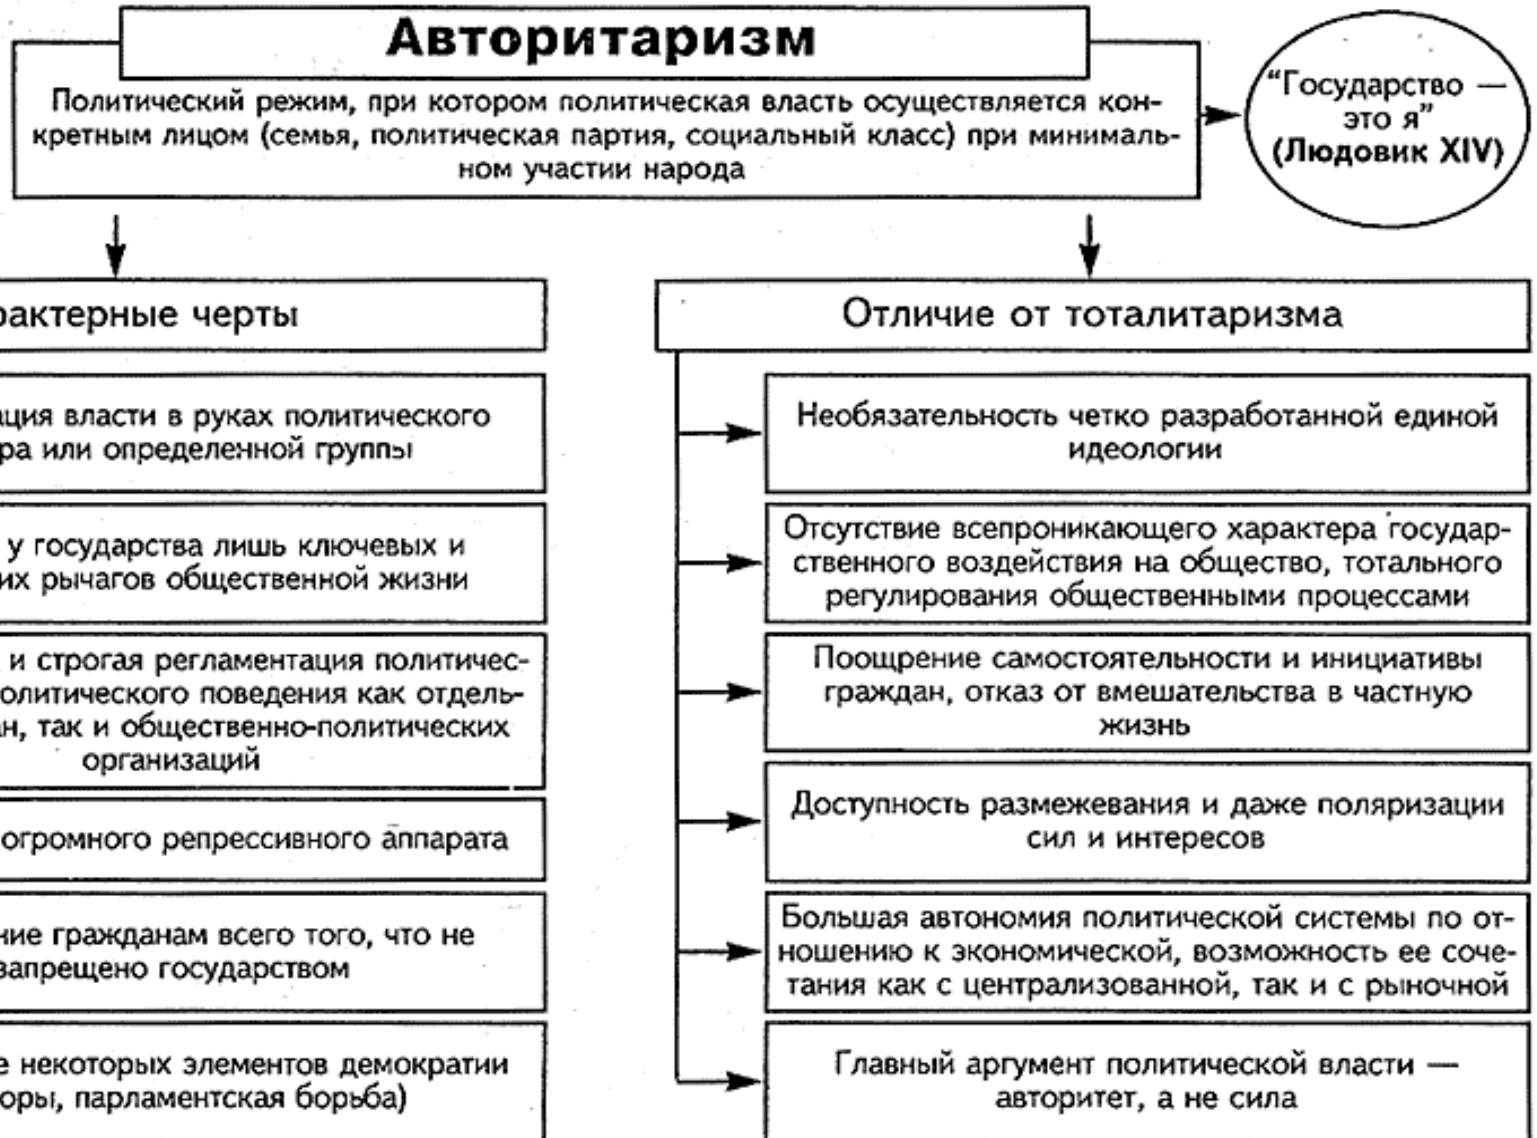 Авторитаризм
Политический режим, при котором политическая власть осуществляется кон-
кретным лицом (семья, политическая партия, социальный класс) при минималь-
ном участии народа
“Государство —
это я”
(Людовик XIV)
рактерные черты
ация власти в руках политического
ра или определенной группы
у государства лишь ключевых и
их рычагов общественной жизни
и строгая регламентация политичес-
олитического поведения как отдель-
ан, так и общественно-политических
организаций
огромного репрессивного аппарата
ние гражданам всего того, что не
запрещено государством
е некоторых элементов демократии
оры, парламентская борьба)
Отличие от тоталитаризма
Необязательность четко разработанной единой
идеологии
Отсутствие всепроникающего характера государ-
ственного воздействия на общество, тотального
регулирования общественными процессами
Поощрение самостоятельности и инициативы
граждан, отказ от вмешательства в частную
жизнь
Доступность размежевания и даже поляризации
сил и интересов
Большая автономия политической системы по от-
ношению к экономической, возможность ее соче-
тания как с централизованной, так и с рыночной
Главный аргумент политической власти —
авторитет, а не сила